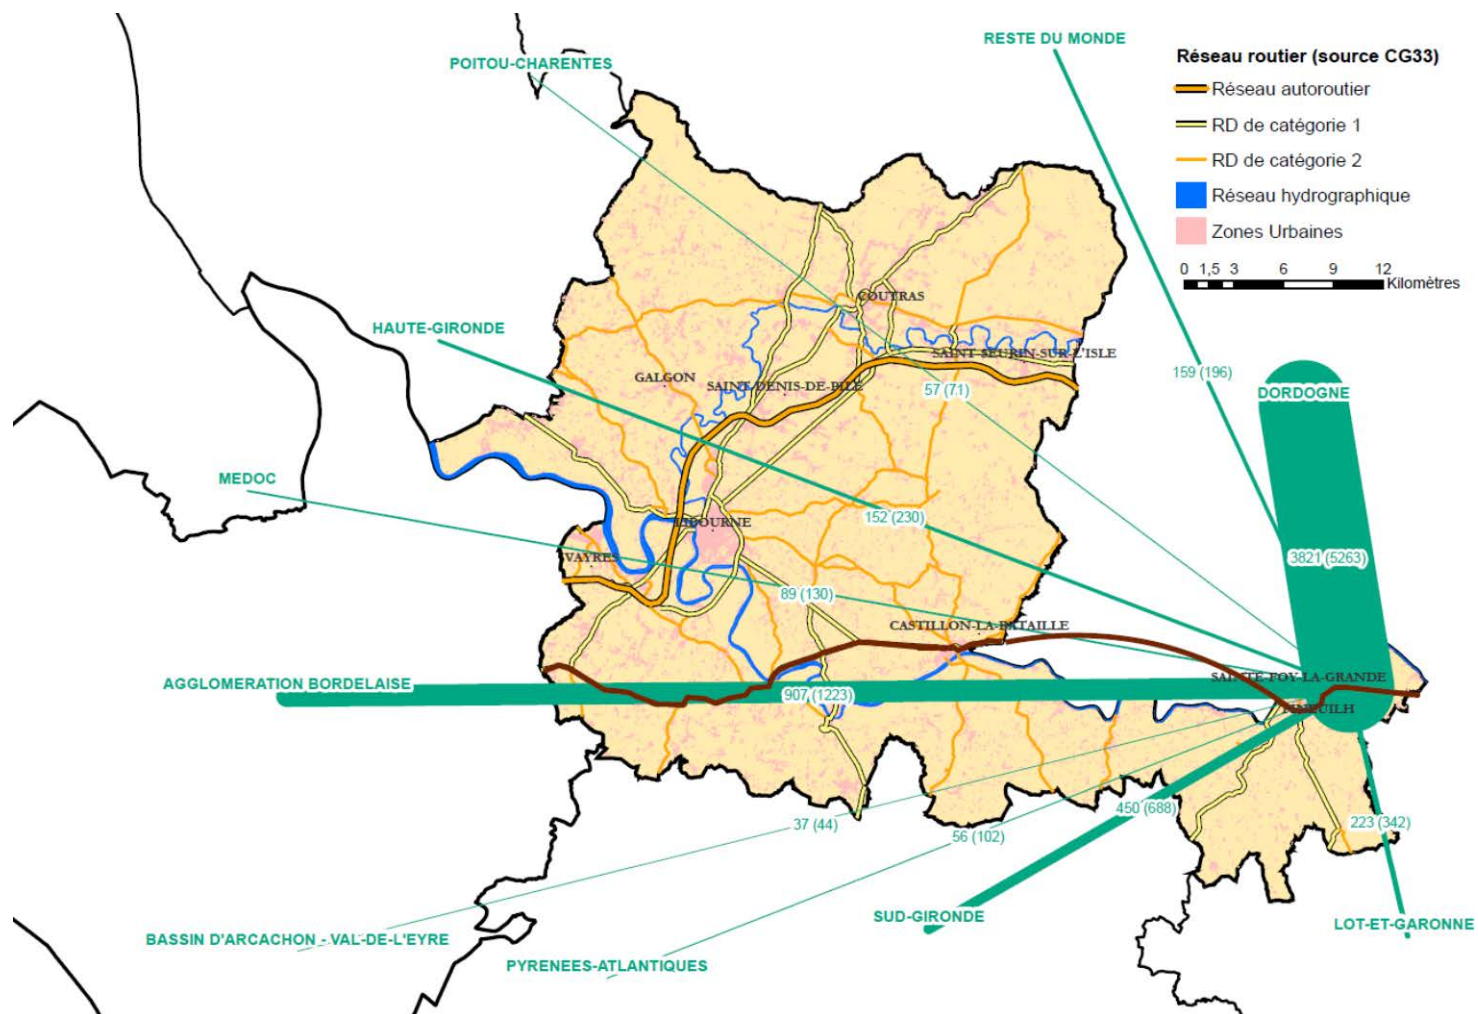 RESTE DU MONDE
POITOU-CHARENTES
Réseau routier (source CG33)
Réseau autoroutier
RD de catégorie 1
RD de catégorie 2
Réseau hydrographique
Zones Urbaines
0 1,5 3 6 9 12
Kilomètres
COUTRAS
HAUTE-GIRONDE
SAINT-SEURIN-SUR-L'ISLE
GALGON
SAINT-DENIS-DE-PILE
159 (196)
57 (71)
DORDOGNE
MEDOC
152 (230)
LIBOURNE
VAYRES
3821 (5263)
89 (130)
CASTILLON-LA-BATAILLE
AGGLOMERATION BORDELAISE
SAINTE-FOY-LA-GRANDE
907 (1223)
PINEUILH
450 (688)
37 (44)
56 (102)
223 (342)
SUD-GIRONDE
LOT-ET-GARONNE
BASSIN D'ARCACHON - VAL-DE-L'EYRE
PYRENEES-ATLANTIQUES